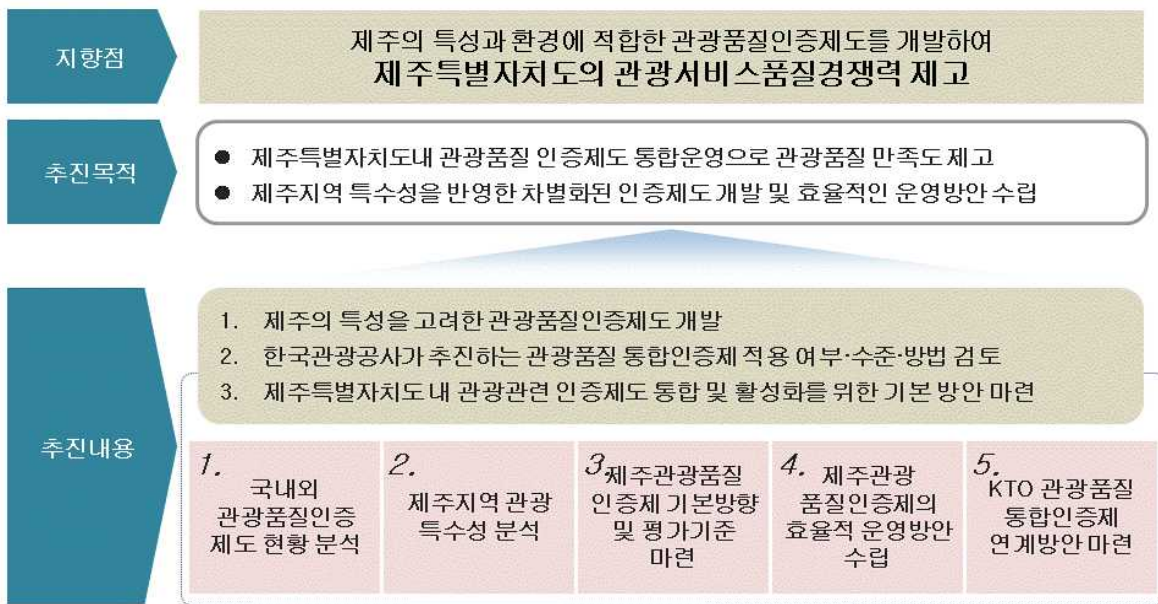 지향점
제주의 특성과 환경에 적합한 관광품질인증제도를 개발하여
제주특별자치도의 관광서비스품질경쟁력 제고
추진목적
● 제주특별자치도내 관광품질 인증제도 통합운영으로 관광품질 만족도 제고
● 제주지역 특수성을 반영한 차별화된 인증제도 개발 및 효율적인 운영방안 수립
추진내용
1. 제주의 특성을 고려한 관광품질인증제도 개발
2. 한국관광공사가 추진하는 관광품질 통합인증제 적용 여부·수준·방법 검토
3. 제주특별자치도 내 관광관련 인증제도 통합 및 활성화를 위한 기본 방안 마련
1.
국내외
관광품질인증
제도 현황 분석
2.
제주지역 관광
특수성 분석
3.
제주관광품질
인증제 기본방향
및 평가기준
마련
4.
제주관광
품질인증제의
효율적 운영방안
수립
5.
KTO 관광품질
통합인증제
연계방안 마련